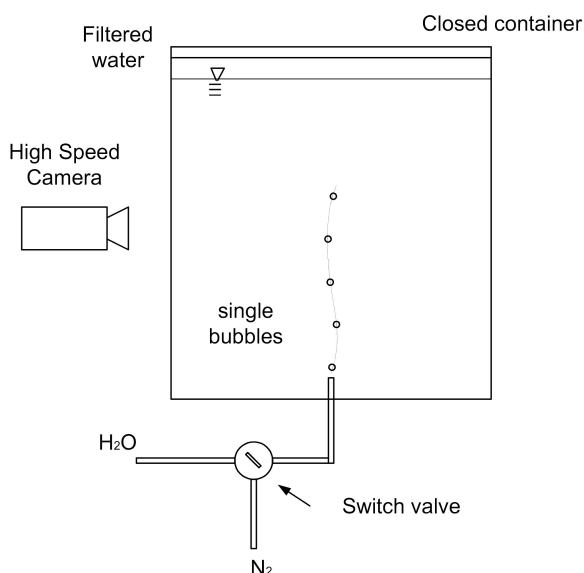 Closed container
Filtered
water
High Speed
Camera
single
bubbles
H₂O
Switch valve
N₂